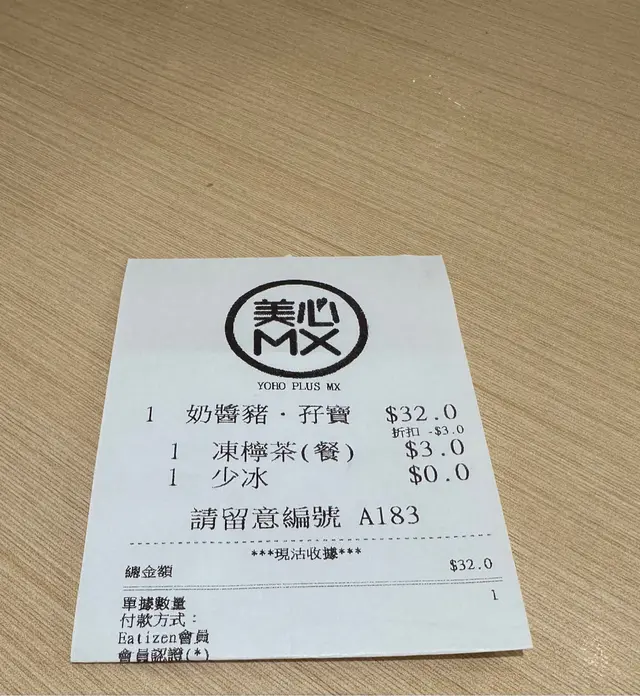 美心
MX
YOHO PLUS MX
1 奶醬豬・孖寶 $32.0
折扣 -$3.0
1 凍檸茶(餐) $3.0
1 少冰 $0.0
請留意編號 A183
***現沽收據***
總金額 $32.0
單據數量 1
付款方式：
Eatizen會員
會員認證(*)